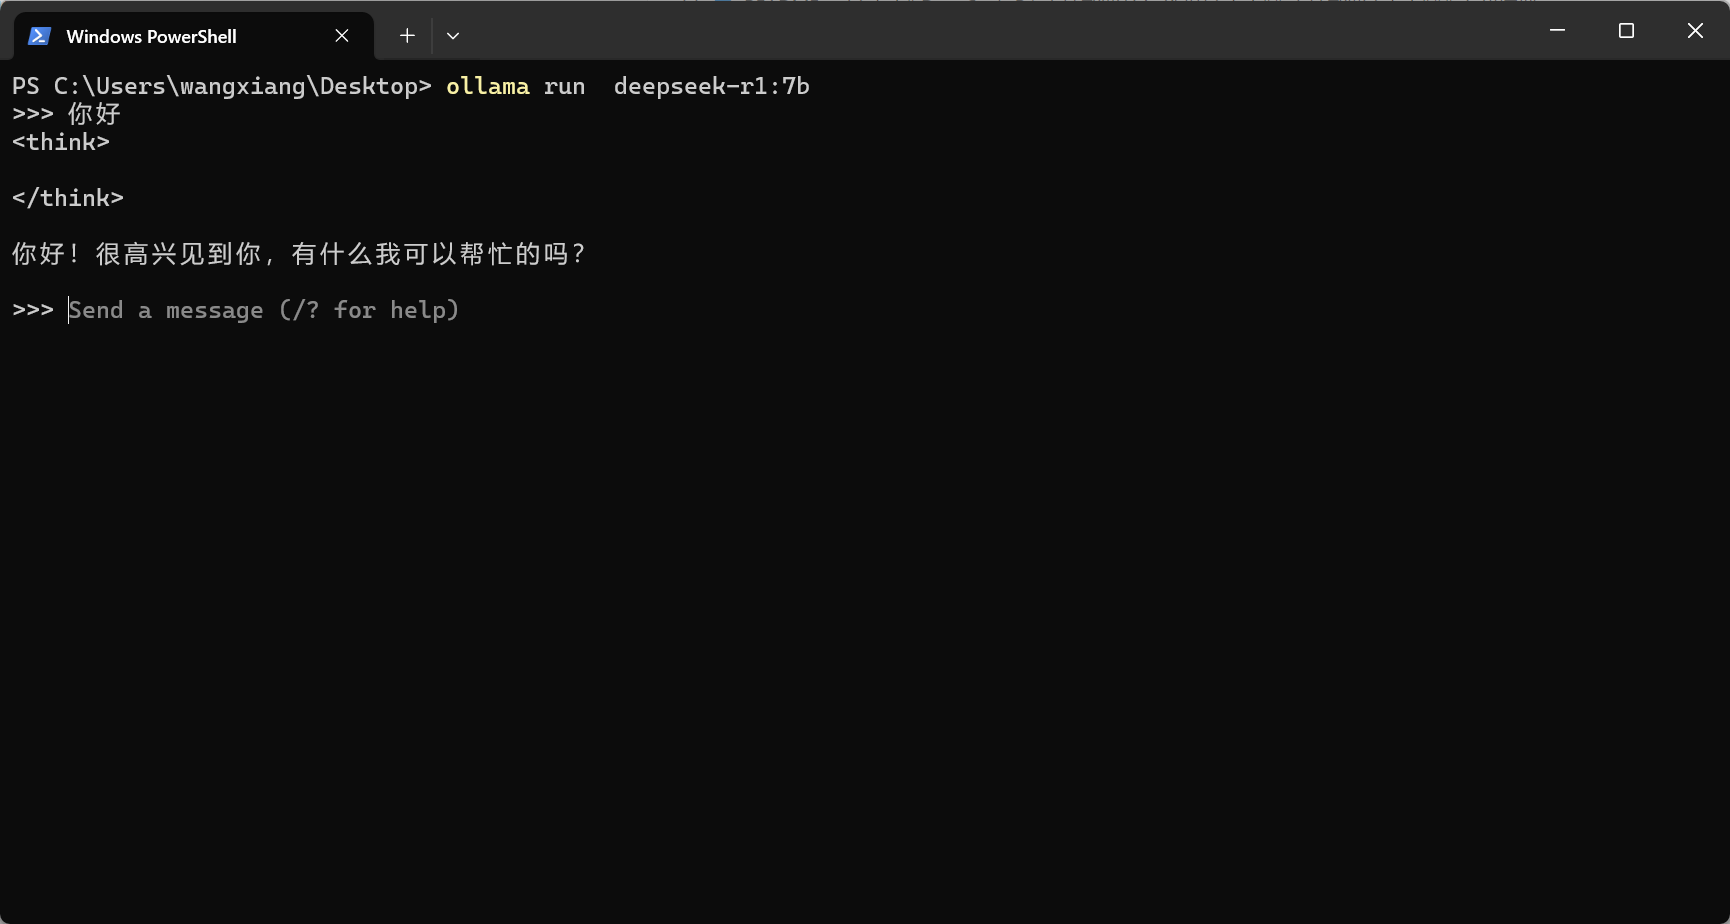 Windows PowerShell
PS C:\Users\wangxiang\Desktop> ollama run  deepseek-r1:7b
>>> 你好
<think>
</think>
你好！很高兴见到你，有什么我可以帮忙的吗？
>>> Send a message (/? for help)